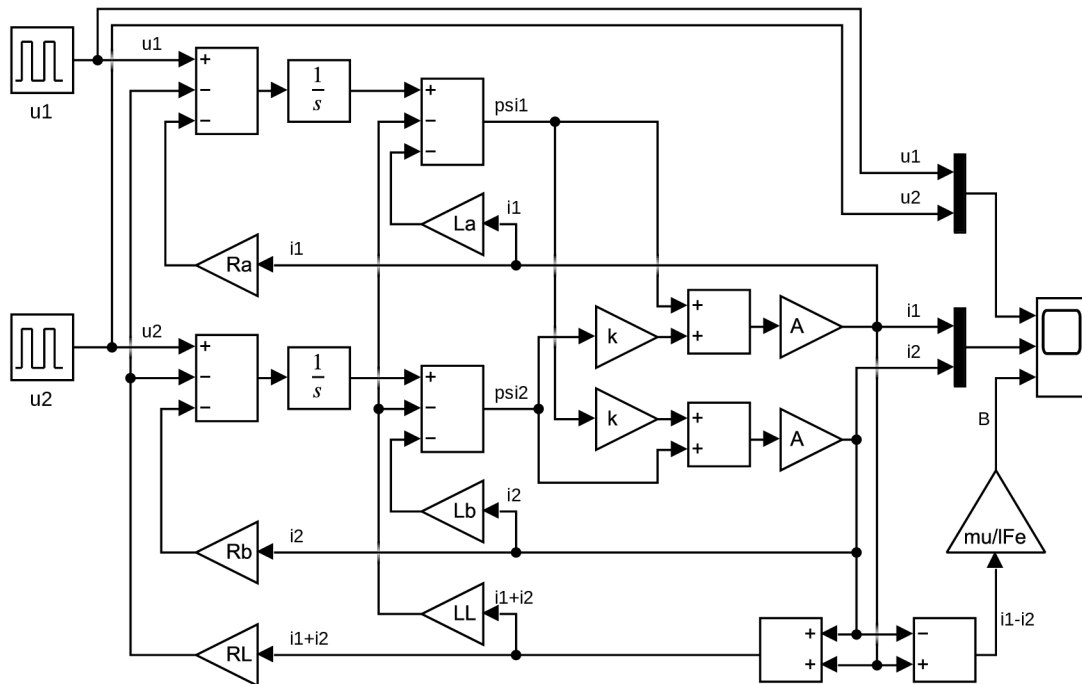 u1
+
−
−
1
s
u1
+
−
−
psi1
u1
u2
La
i1
Ra
i1
u2
+
−
−
1
s
u2
+
−
−
psi2
k
+
+
A
i1
i2
k
+
+
A
B
Lb
i2
Rb
i2
mu/lFe
LL
i1+i2
RL
i1+i2
+
+
−
+
i1-i2